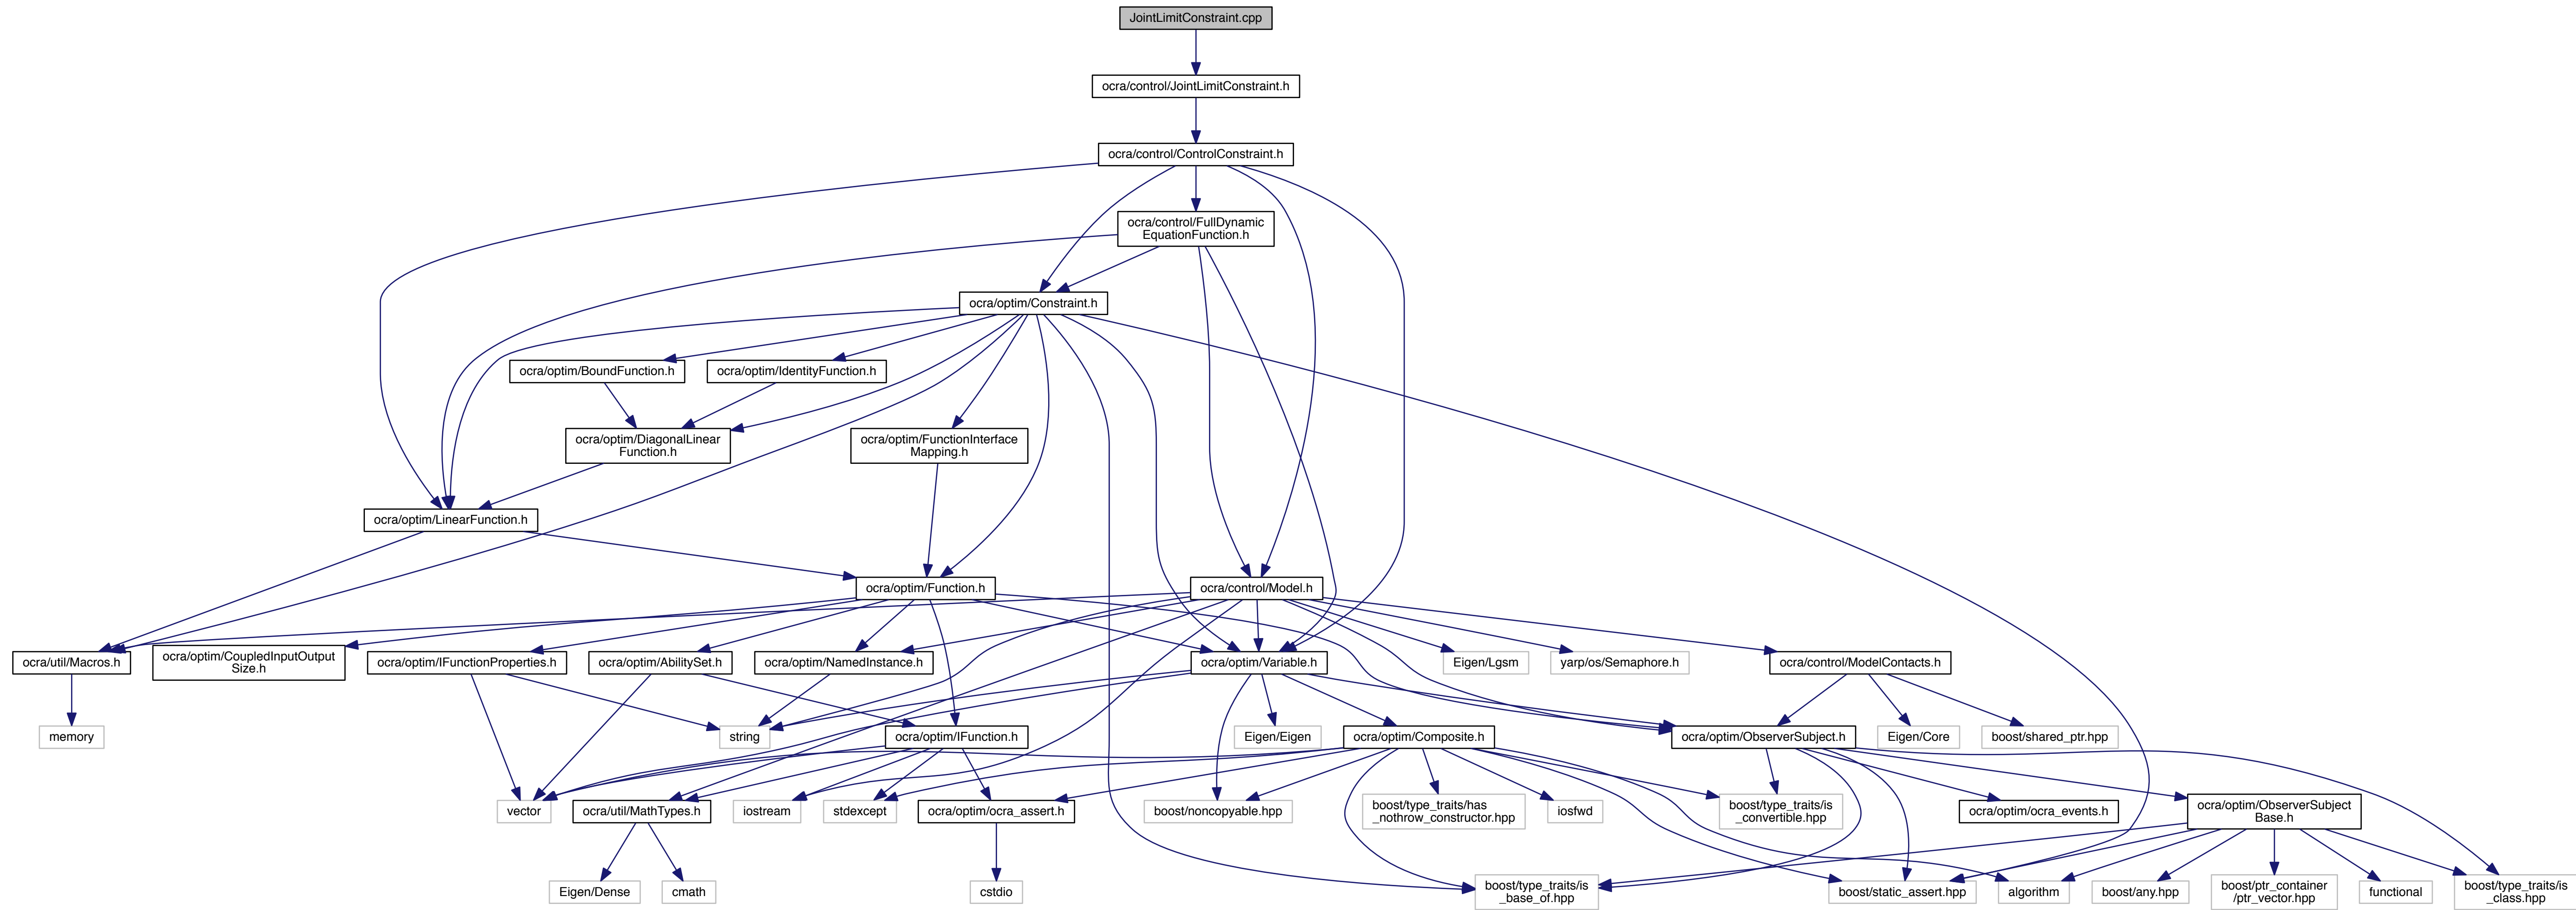 JointLimitConstraint.cpp
ocra/control/JointLimitConstraint.h
ocra/control/ControlConstraint.h
ocra/control/FullDynamic
EquationFunction.h
ocra/optim/Constraint.h
ocra/optim/BoundFunction.h
ocra/optim/IdentityFunction.h
ocra/optim/DiagonalLinear
Function.h
ocra/optim/FunctionInterface
Mapping.h
ocra/optim/LinearFunction.h
ocra/optim/Function.h
ocra/control/Model.h
ocra/util/Macros.h
ocra/optim/CoupledInputOutput
Size.h
ocra/optim/IFunctionProperties.h
ocra/optim/AbilitySet.h
ocra/optim/NamedInstance.h
ocra/optim/Variable.h
Eigen/Lgsm
yarp/os/Semaphore.h
ocra/control/ModelContacts.h
memory
string
ocra/optim/IFunction.h
Eigen/Eigen
ocra/optim/Composite.h
ocra/optim/ObserverSubject.h
Eigen/Core
boost/shared_ptr.hpp
vector
ocra/util/MathTypes.h
iostream
stdexcept
ocra/optim/ocra_assert.h
boost/noncopyable.hpp
boost/type_traits/has
_nothrow_constructor.hpp
iosfwd
boost/type_traits/is
_convertible.hpp
ocra/optim/ocra_events.h
ocra/optim/ObserverSubject
Base.h
Eigen/Dense
cmath
cstdio
boost/type_traits/is
_base_of.hpp
boost/static_assert.hpp
algorithm
boost/any.hpp
boost/ptr_container
/ptr_vector.hpp
functional
boost/type_traits/is
_class.hpp